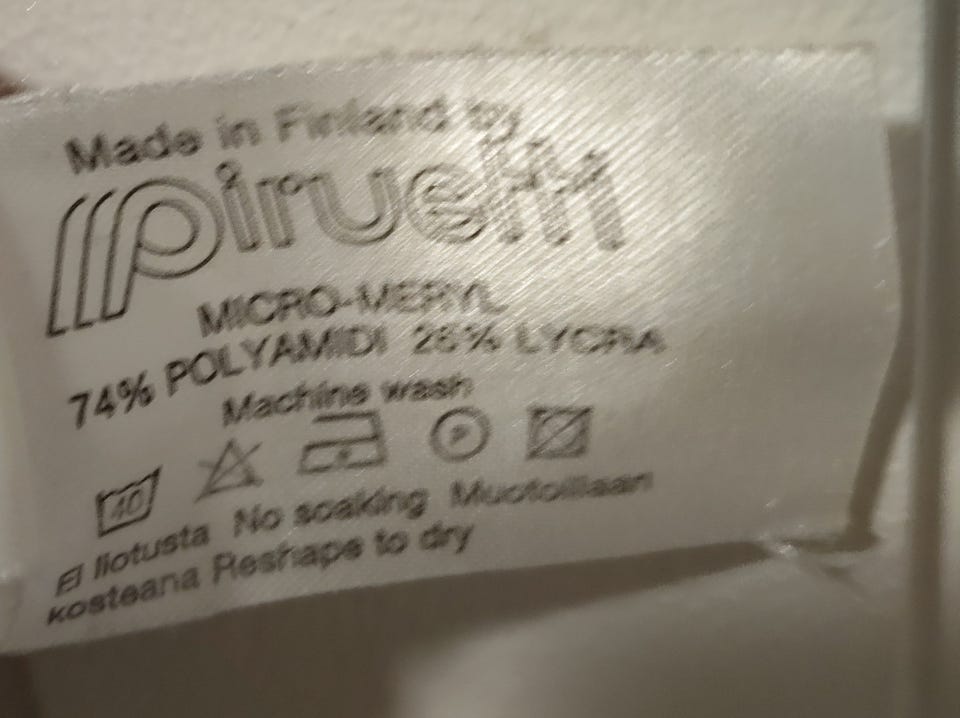 Made in Finland by
Piruetti
MICRO-MERYL
74% POLYAMIDI 26% LYCRA
Machine wash
40 P
Ei liotusta No soaking Muotoillaan
kosteana Reshape to dry